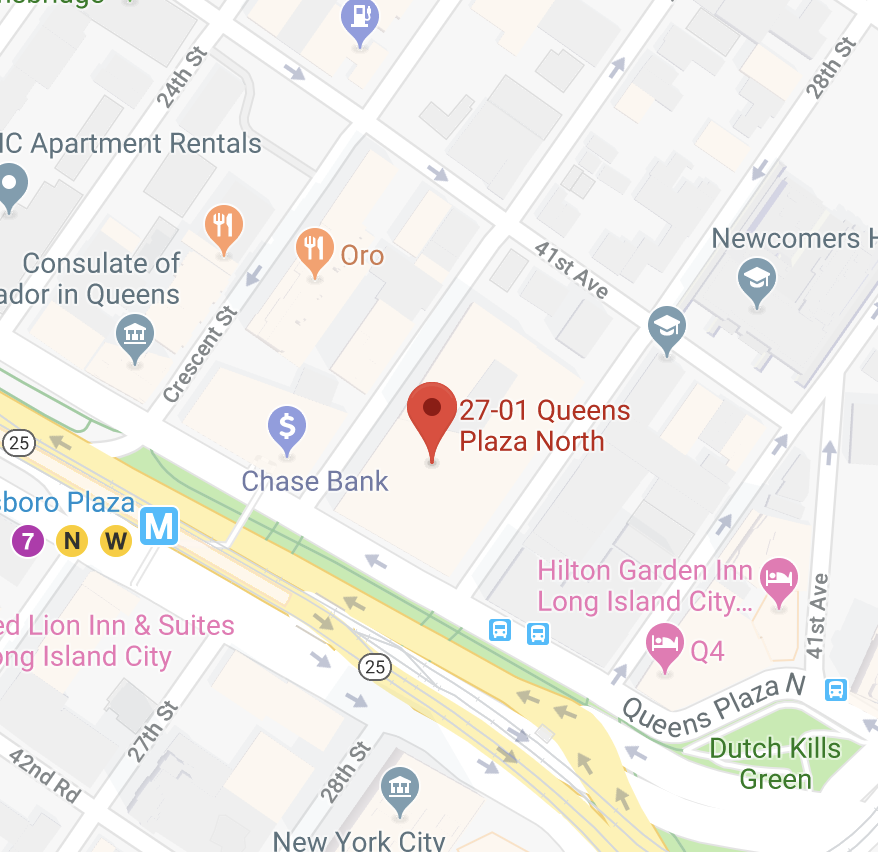 24th St
28th St
IC Apartment Rentals
Consulate of
ador in Queens
Oro
41st Ave
Newcomers H
Crescent St
27-01 Queens
Plaza North
$
Chase Bank
25
sboro Plaza
M
7
N
W
Hilton Garden Inn
Long Island City...
Q4
41st Ave
ed Lion Inn & Suites
ong Island City
25
Queens Plaza N
Dutch Kills
Green
27th St
28th St
42nd Rd
New York City